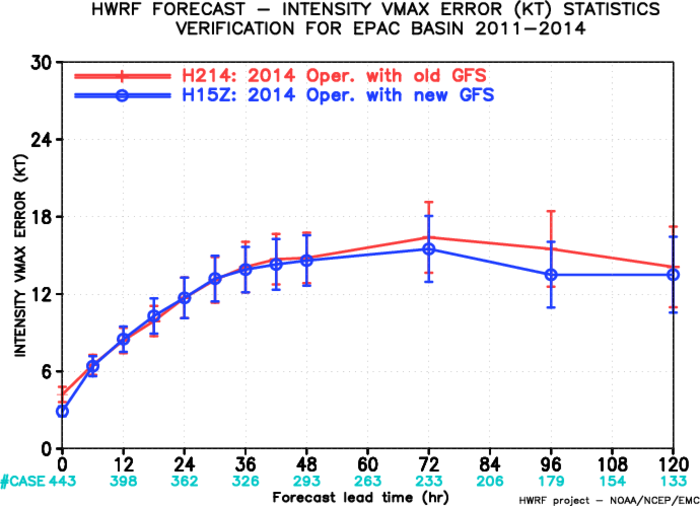 HWRF FORECAST – INTENSITY VMAX ERROR (KT) STATISTICS
VERIFICATION FOR EPAC BASIN 2011–2014
H214: 2014 Oper. with old GFS
H15Z: 2014 Oper. with new GFS
INTENSITY VMAX ERROR (KT)
30
24
18
12
6
0
0 12 24 36 48 60 72 84 96 108 120
#CASE 443 398 362 326 293 263 233 206 179 154 133
Forecast lead time (hr)
HWRF project – NOAA/NCEP/EMC